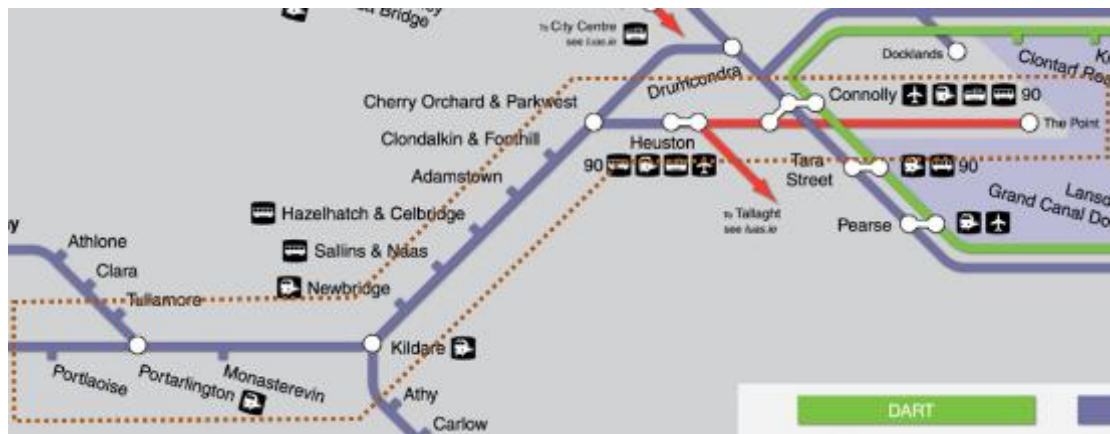 Bridge
To City Centre
see luas.ie
Docklands
Clontarf
Drumcondra
Connolly
90
Cherry Orchard & Parkwest
The Point
Clondalkin & Foothill
Heuston
90
Adamstown
Tara
Street
90
Lansd
Grand Canal Do
To Tallaght
see luas.ie
Pearse
Hazelhatch & Celbridge
Sallins & Naas
Newbridge
y
Athlone
Clara
Tullamore
Kildare
Portlaoise
Portarlington
Monasterevin
Athy
Carlow
DART